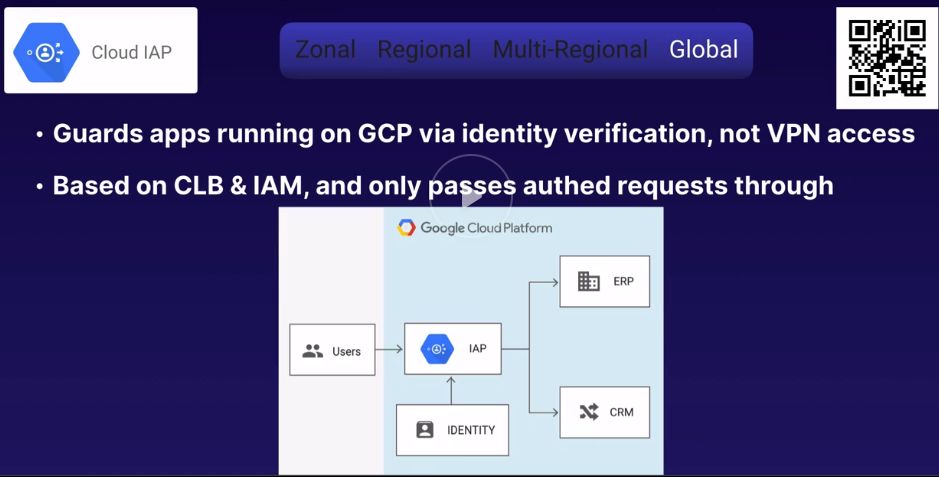 Cloud IAP
Zonal Regional Multi-Regional Global
• Guards apps running on GCP via identity verification, not VPN access
• Based on CLB & IAM, and only passes authed requests through
Google Cloud Platform
ERP
Users
IAP
CRM
IDENTITY